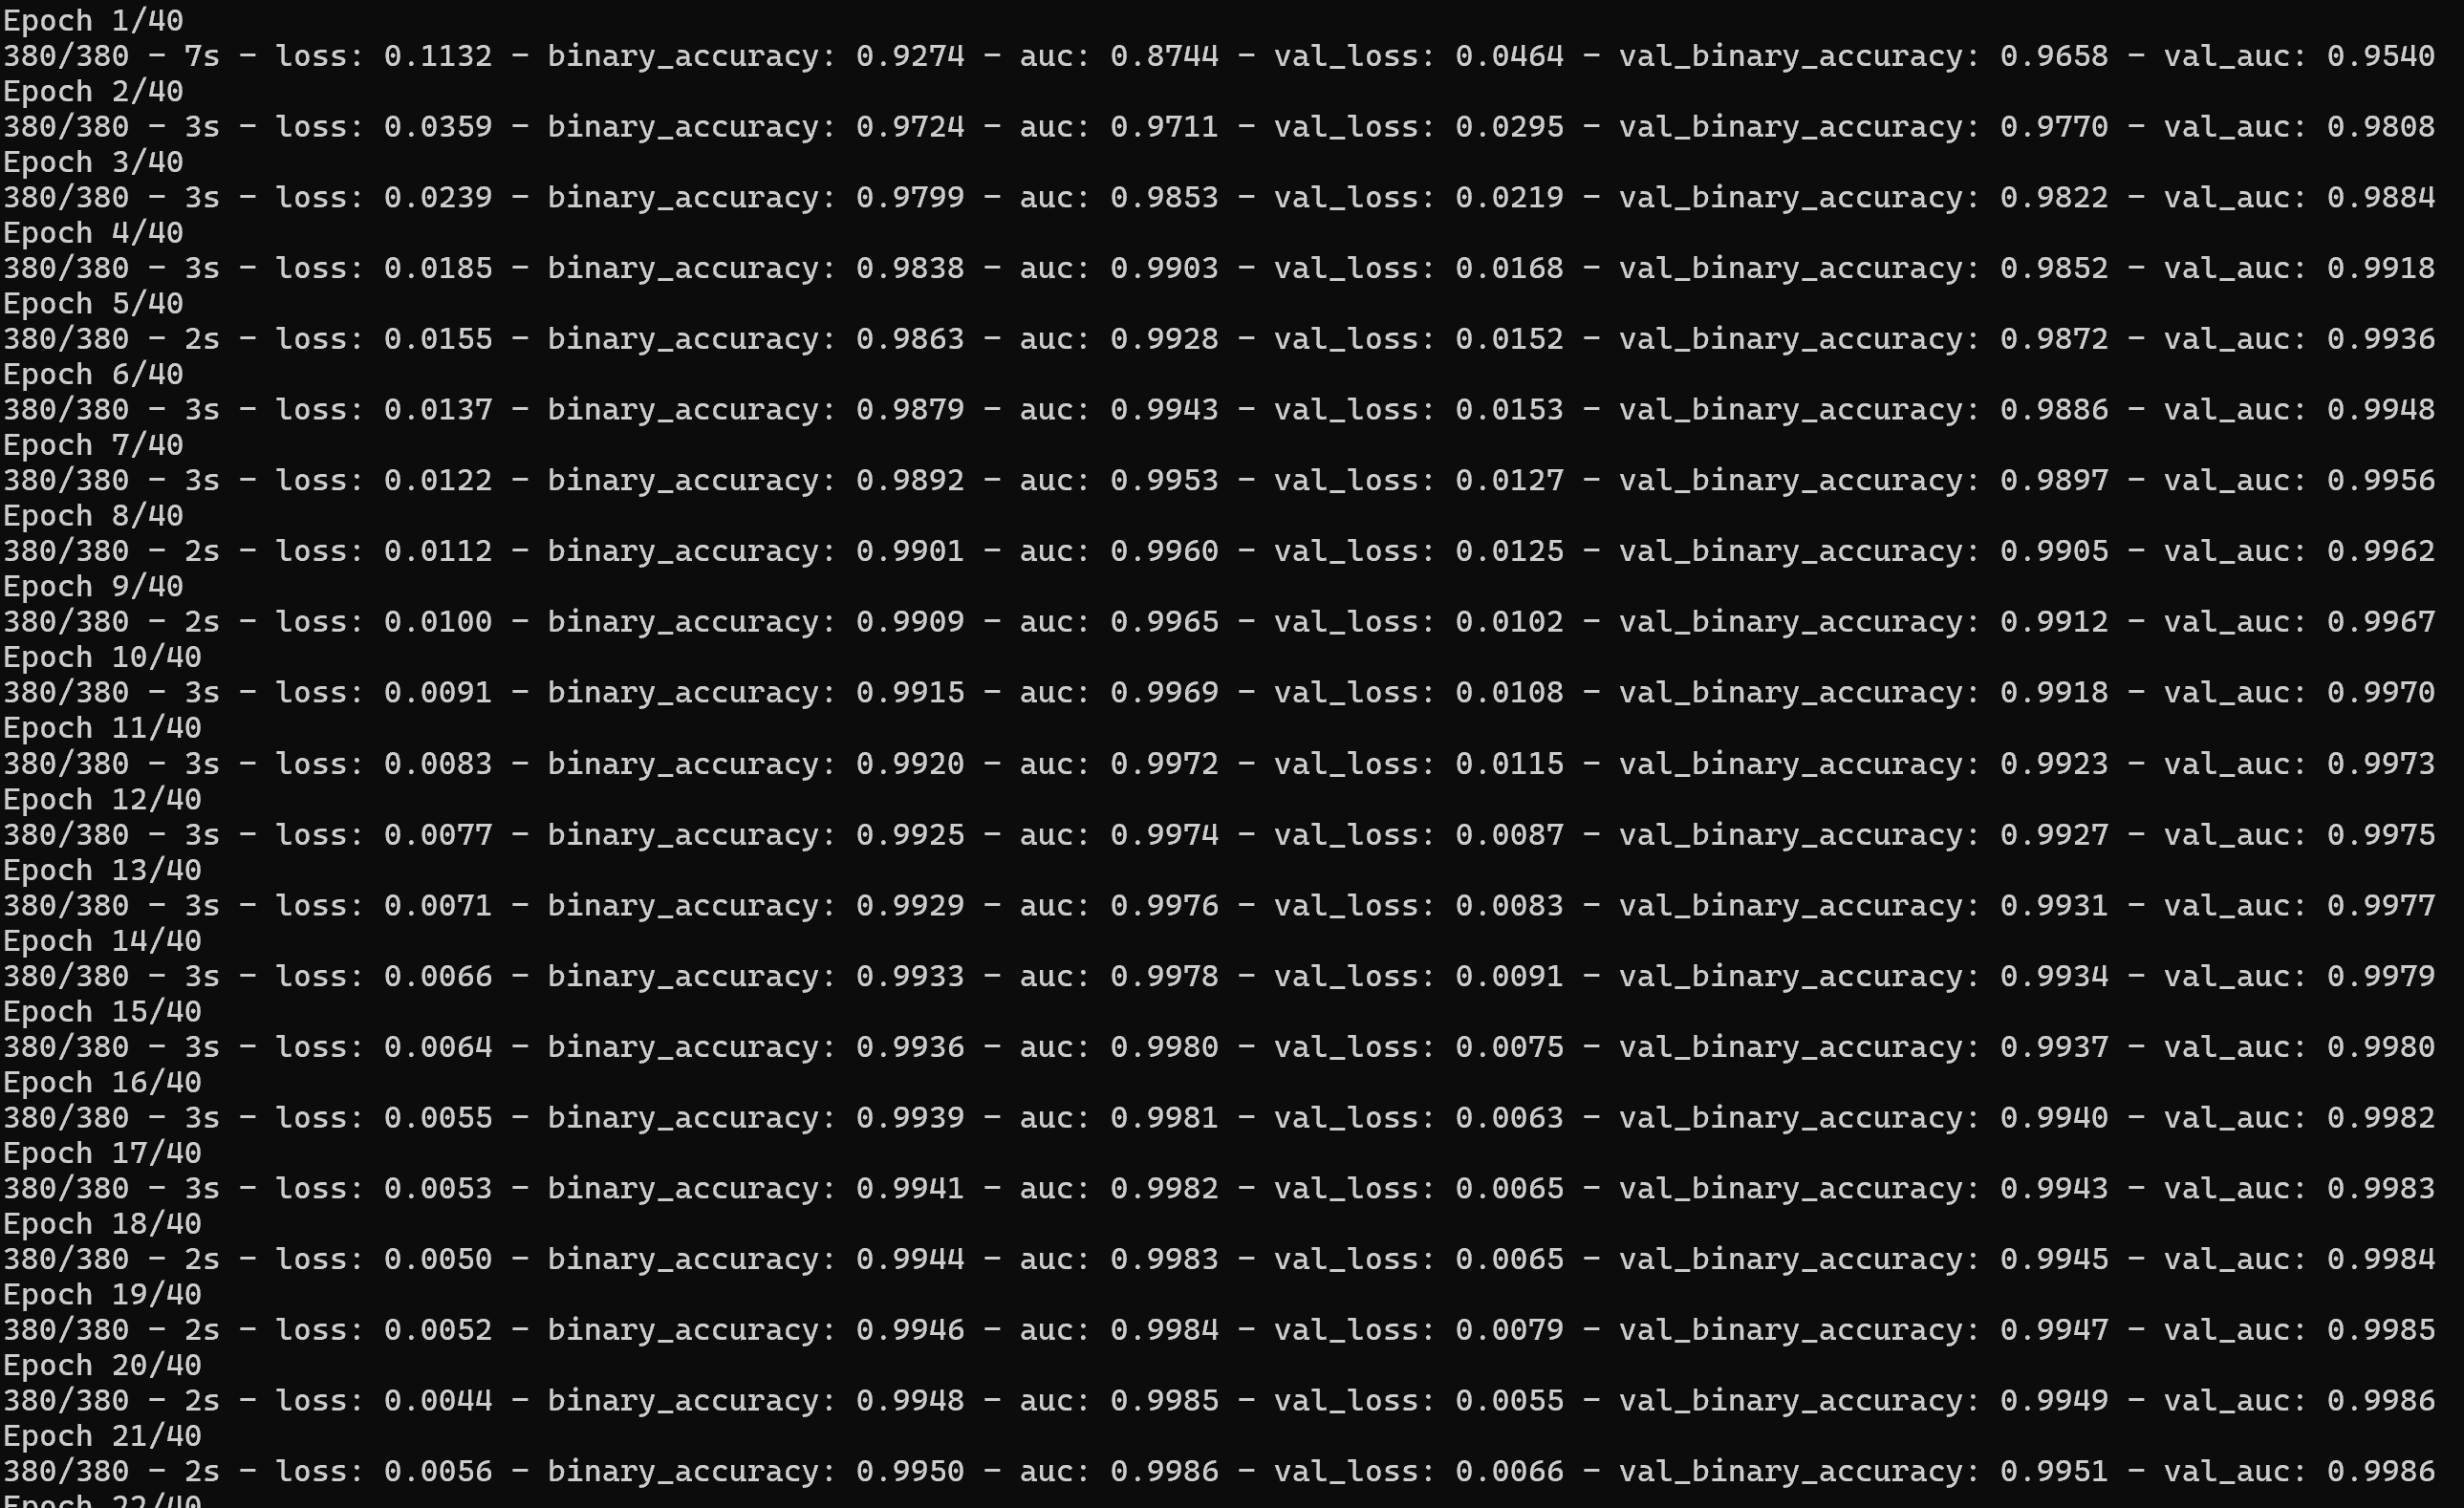 Epoch 1/40
380/380 - 7s - loss: 0.1132 - binary_accuracy: 0.9274 - auc: 0.8744 - val_loss: 0.0464 - val_binary_accuracy: 0.9658 - val_auc: 0.9540
Epoch 2/40
380/380 - 3s - loss: 0.0359 - binary_accuracy: 0.9724 - auc: 0.9711 - val_loss: 0.0295 - val_binary_accuracy: 0.9770 - val_auc: 0.9808
Epoch 3/40
380/380 - 3s - loss: 0.0239 - binary_accuracy: 0.9799 - auc: 0.9853 - val_loss: 0.0219 - val_binary_accuracy: 0.9822 - val_auc: 0.9884
Epoch 4/40
380/380 - 3s - loss: 0.0185 - binary_accuracy: 0.9838 - auc: 0.9903 - val_loss: 0.0168 - val_binary_accuracy: 0.9852 - val_auc: 0.9918
Epoch 5/40
380/380 - 2s - loss: 0.0155 - binary_accuracy: 0.9863 - auc: 0.9928 - val_loss: 0.0152 - val_binary_accuracy: 0.9872 - val_auc: 0.9936
Epoch 6/40
380/380 - 3s - loss: 0.0137 - binary_accuracy: 0.9879 - auc: 0.9943 - val_loss: 0.0153 - val_binary_accuracy: 0.9886 - val_auc: 0.9948
Epoch 7/40
380/380 - 3s - loss: 0.0122 - binary_accuracy: 0.9892 - auc: 0.9953 - val_loss: 0.0127 - val_binary_accuracy: 0.9897 - val_auc: 0.9956
Epoch 8/40
380/380 - 2s - loss: 0.0112 - binary_accuracy: 0.9901 - auc: 0.9960 - val_loss: 0.0125 - val_binary_accuracy: 0.9905 - val_auc: 0.9962
Epoch 9/40
380/380 - 2s - loss: 0.0100 - binary_accuracy: 0.9909 - auc: 0.9965 - val_loss: 0.0102 - val_binary_accuracy: 0.9912 - val_auc: 0.9967
Epoch 10/40
380/380 - 3s - loss: 0.0091 - binary_accuracy: 0.9915 - auc: 0.9969 - val_loss: 0.0108 - val_binary_accuracy: 0.9918 - val_auc: 0.9970
Epoch 11/40
380/380 - 3s - loss: 0.0083 - binary_accuracy: 0.9920 - auc: 0.9972 - val_loss: 0.0115 - val_binary_accuracy: 0.9923 - val_auc: 0.9973
Epoch 12/40
380/380 - 3s - loss: 0.0077 - binary_accuracy: 0.9925 - auc: 0.9974 - val_loss: 0.0087 - val_binary_accuracy: 0.9927 - val_auc: 0.9975
Epoch 13/40
380/380 - 3s - loss: 0.0071 - binary_accuracy: 0.9929 - auc: 0.9976 - val_loss: 0.0083 - val_binary_accuracy: 0.9931 - val_auc: 0.9977
Epoch 14/40
380/380 - 3s - loss: 0.0066 - binary_accuracy: 0.9933 - auc: 0.9978 - val_loss: 0.0091 - val_binary_accuracy: 0.9934 - val_auc: 0.9979
Epoch 15/40
380/380 - 3s - loss: 0.0064 - binary_accuracy: 0.9936 - auc: 0.9980 - val_loss: 0.0075 - val_binary_accuracy: 0.9937 - val_auc: 0.9980
Epoch 16/40
380/380 - 3s - loss: 0.0055 - binary_accuracy: 0.9939 - auc: 0.9981 - val_loss: 0.0063 - val_binary_accuracy: 0.9940 - val_auc: 0.9982
Epoch 17/40
380/380 - 3s - loss: 0.0053 - binary_accuracy: 0.9941 - auc: 0.9982 - val_loss: 0.0065 - val_binary_accuracy: 0.9943 - val_auc: 0.9983
Epoch 18/40
380/380 - 2s - loss: 0.0050 - binary_accuracy: 0.9944 - auc: 0.9983 - val_loss: 0.0065 - val_binary_accuracy: 0.9945 - val_auc: 0.9984
Epoch 19/40
380/380 - 2s - loss: 0.0052 - binary_accuracy: 0.9946 - auc: 0.9984 - val_loss: 0.0079 - val_binary_accuracy: 0.9947 - val_auc: 0.9985
Epoch 20/40
380/380 - 2s - loss: 0.0044 - binary_accuracy: 0.9948 - auc: 0.9985 - val_loss: 0.0055 - val_binary_accuracy: 0.9949 - val_auc: 0.9986
Epoch 21/40
380/380 - 2s - loss: 0.0056 - binary_accuracy: 0.9950 - auc: 0.9986 - val_loss: 0.0066 - val_binary_accuracy: 0.9951 - val_auc: 0.9986
Epoch 22/40